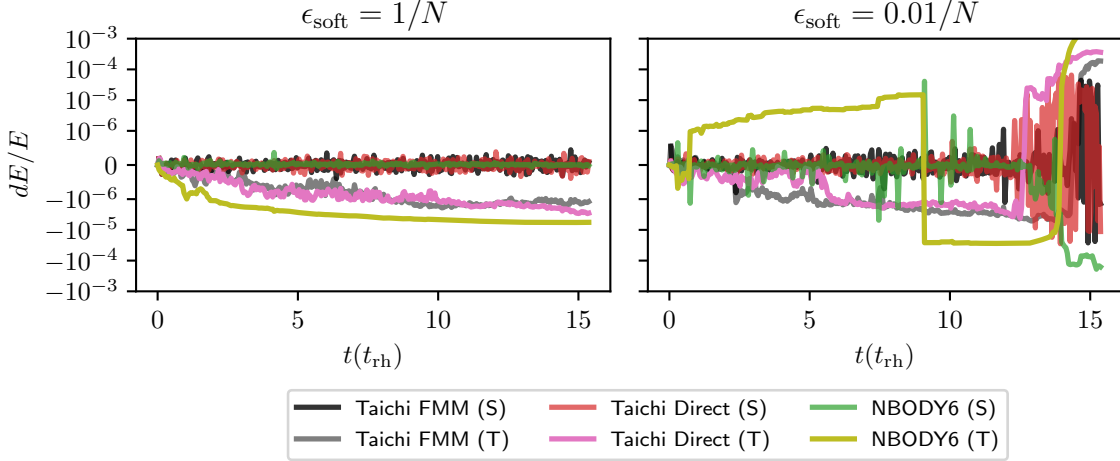 ϵ_soft = 1/N
ϵ_soft = 0.01/N
10⁻³
10⁻⁴
10⁻⁵
10⁻⁶
0
−10⁻⁶
−10⁻⁵
−10⁻⁴
−10⁻³
dE/E
0 5 10 15
0 5 10 15
t(t_rh)
t(t_rh)
Taichi FMM (S) Taichi Direct (S) NBODY6 (S)
Taichi FMM (T) Taichi Direct (T) NBODY6 (T)